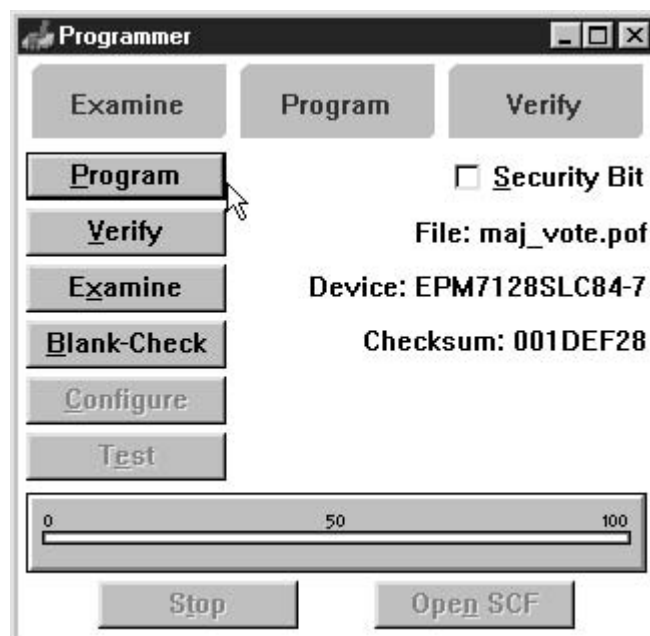 Programmer
Examine Program Verify
Program
Security Bit
Verify
File: maj_vote.pof
Examine
Device: EPM7128SLC84-7
Blank-Check
Checksum: 001DEF28
Configure
Test
0 50 100
Stop
Open SCF